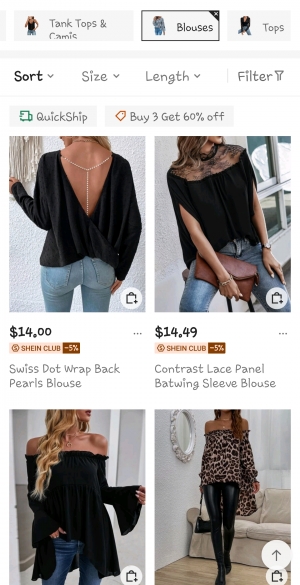 Tank Tops &
Camis
Blouses
Tops
Sort
Size
Length
Filter
QuickShip
Buy 3 Get 60% off
$14.00
...
$14.49
...
S SHEIN CLUB -5%
S SHEIN CLUB -5%
Swiss Dot Wrap Back
Pearls Blouse
Contrast Lace Panel
Batwing Sleeve Blouse